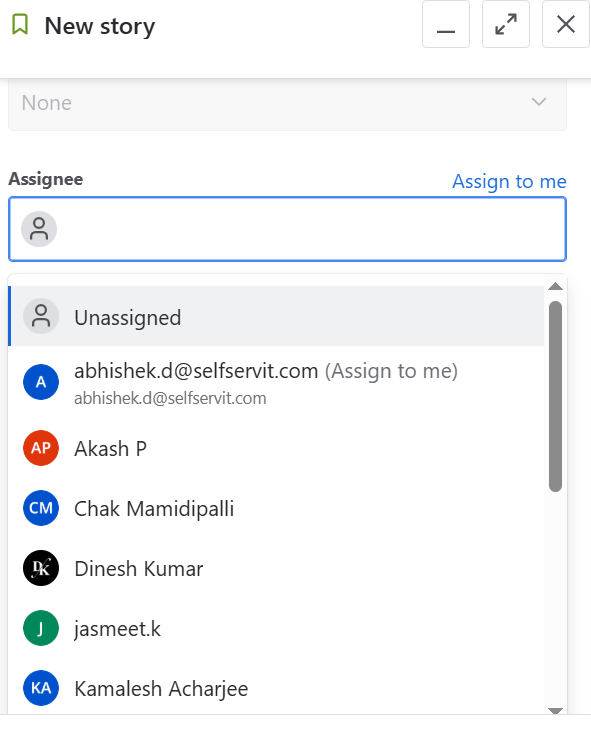 New story
None
Assignee
Assign to me
Unassigned
A
abhishek.d@selfservit.com (Assign to me)
abhishek.d@selfservit.com
AP
Akash P
CM
Chak Mamidipalli
DK
Dinesh Kumar
J
jasmeet.k
KA
Kamalesh Acharjee